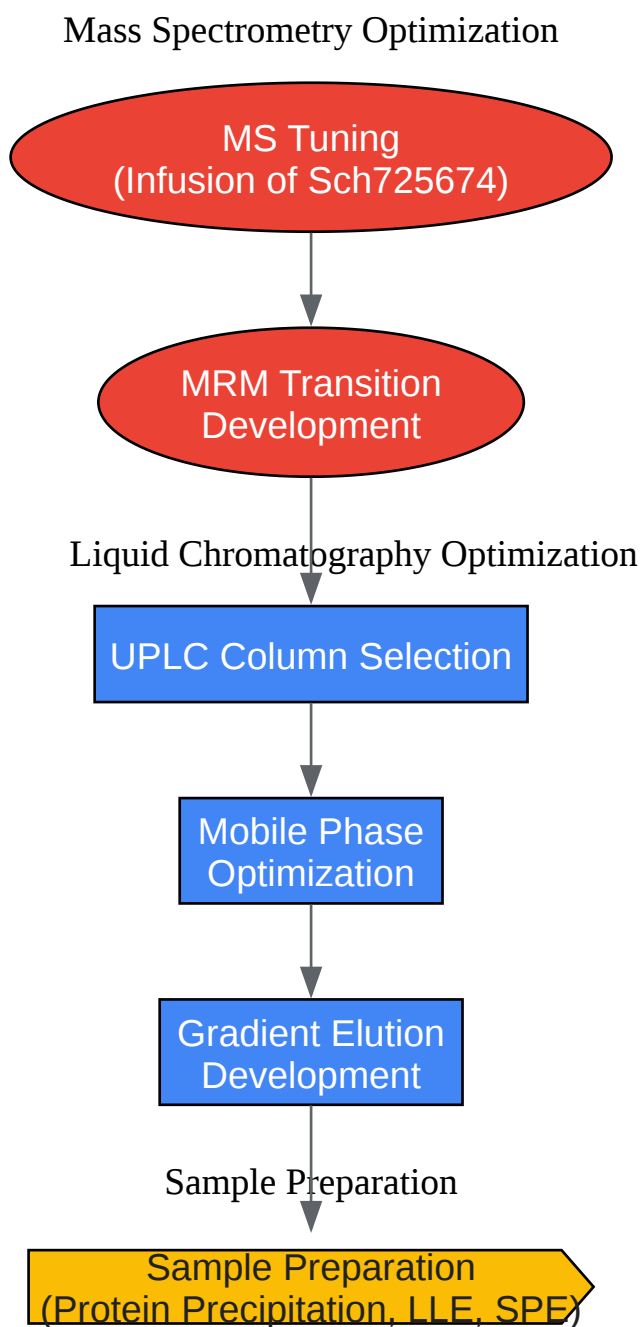 Mass Spectrometry Optimization
MS Tuning
(Infusion of Sch725674)
MRM Transition
Development
Liquid Chromatography Optimization
UPLC Column Selection
Mobile Phase
Optimization
Gradient Elution
Development
Sample Preparation
Sample Preparation
(Protein Precipitation, LLE, SPE)